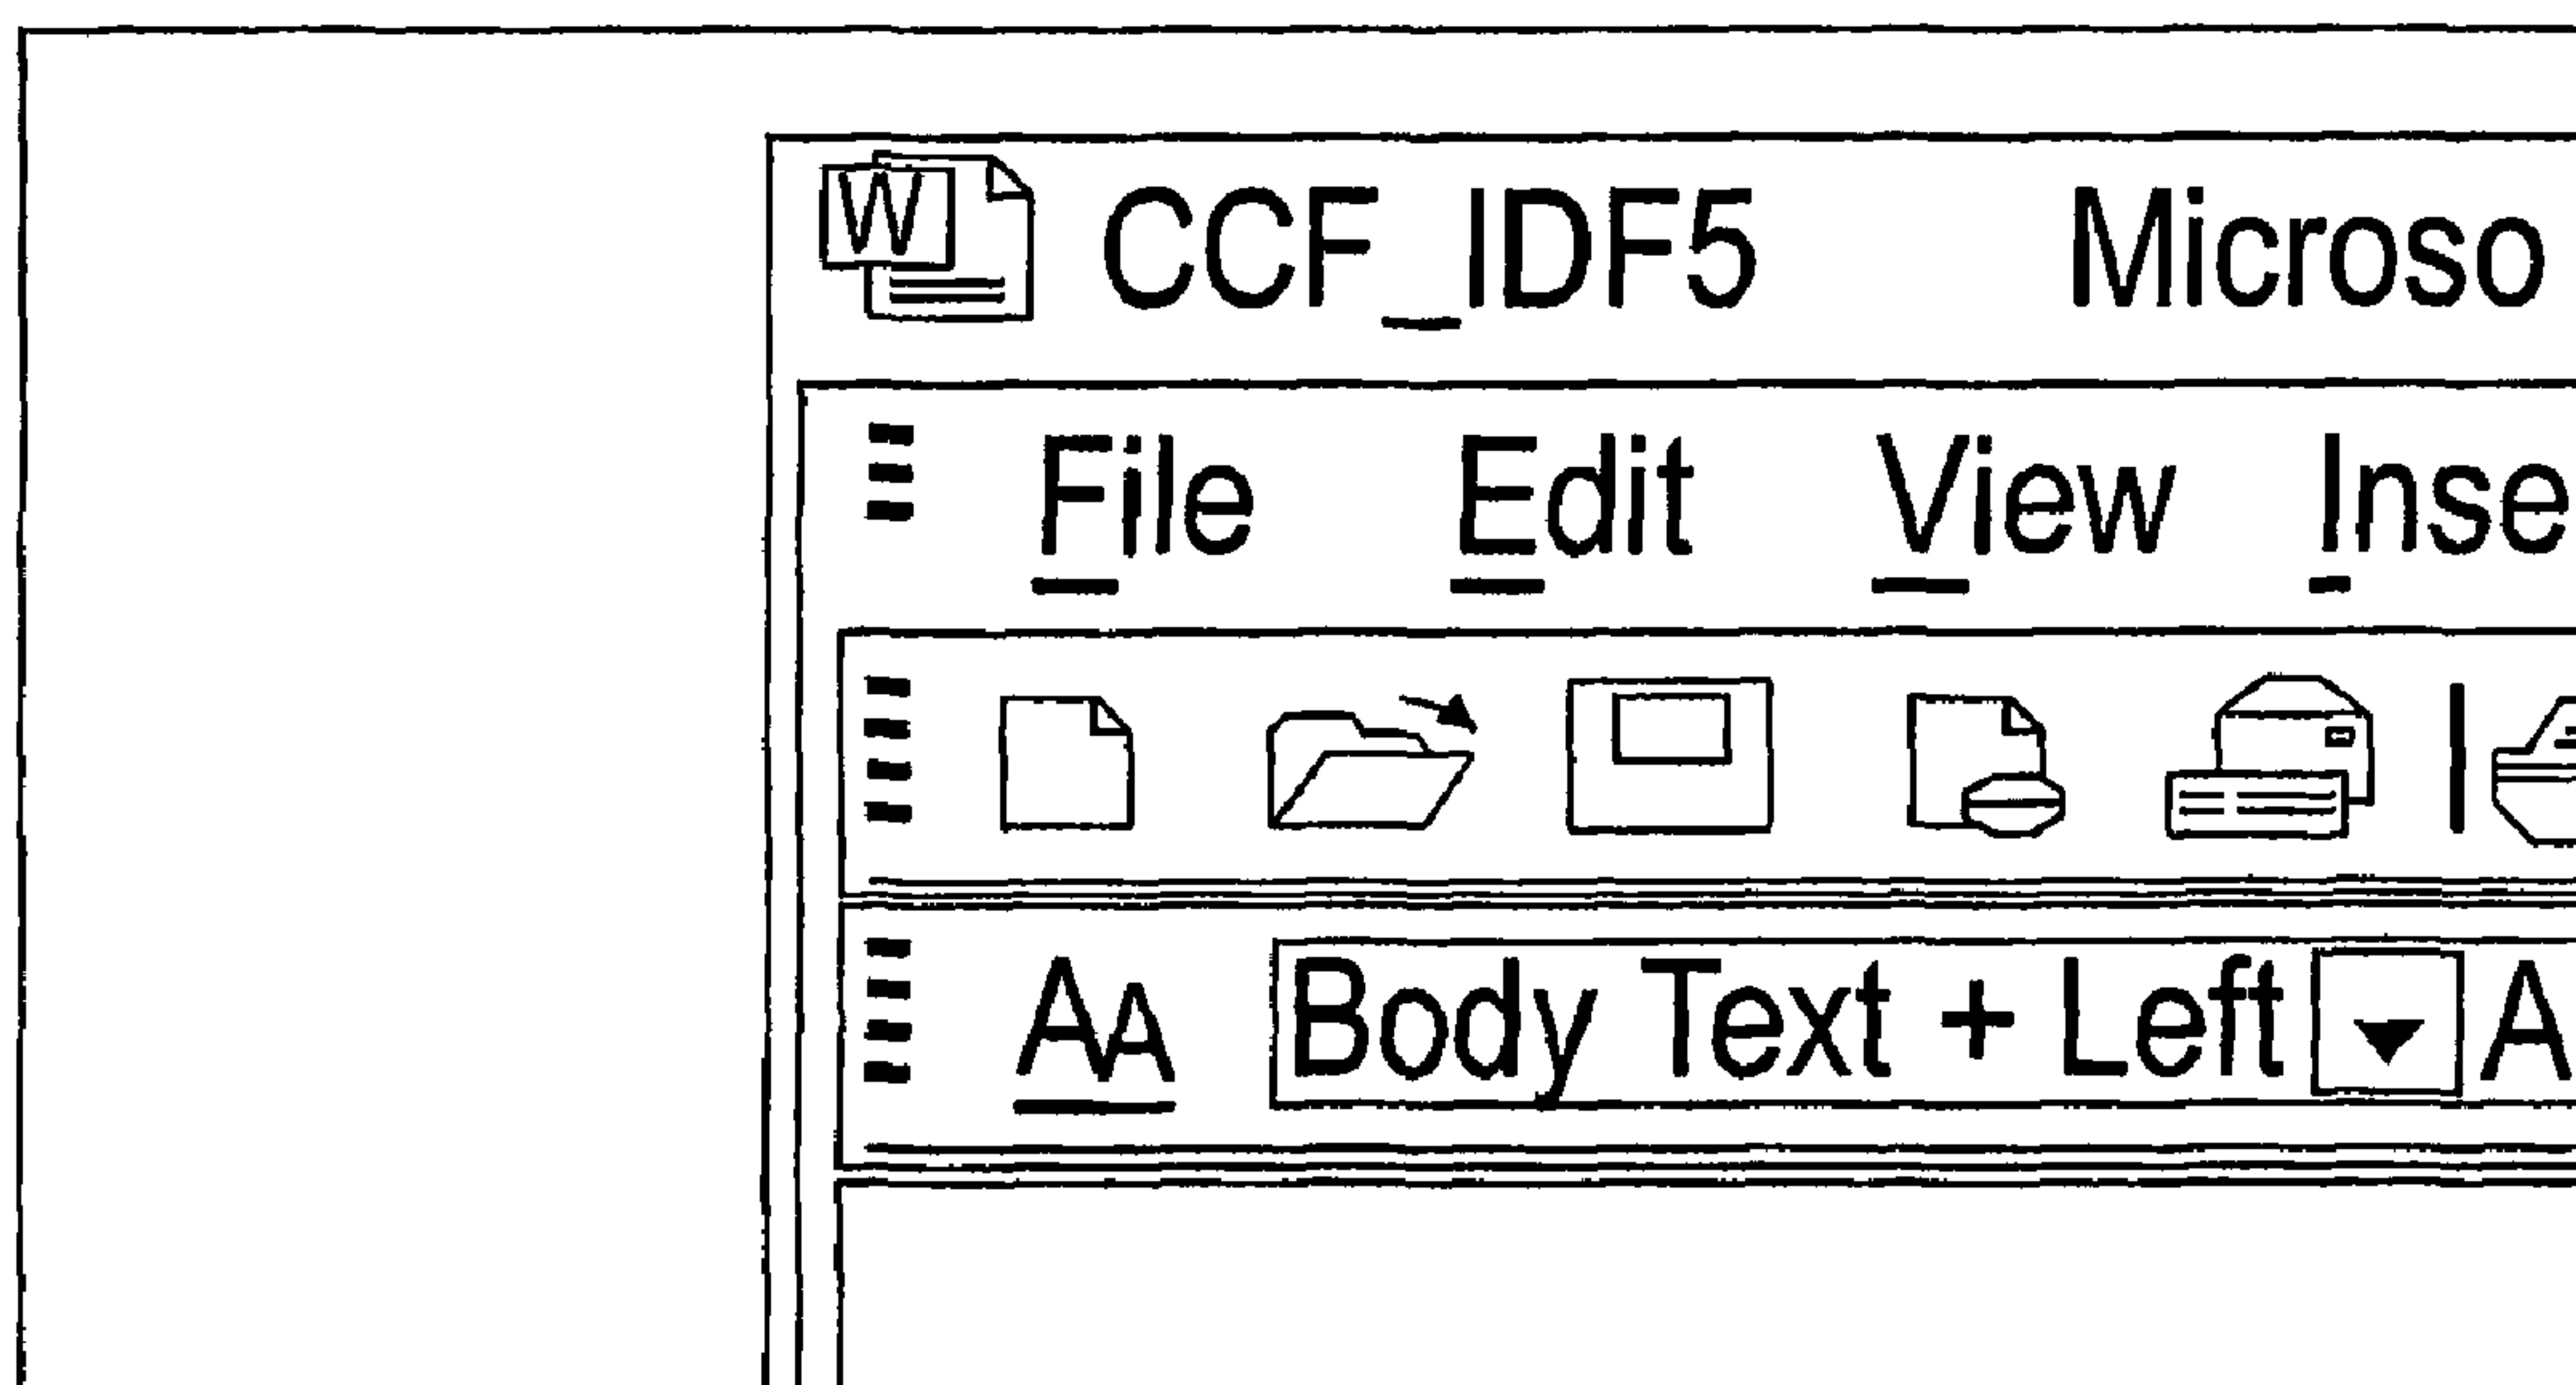 W CCF_IDF5 Microso
File Edit View Inse
AA Body Text + Left A